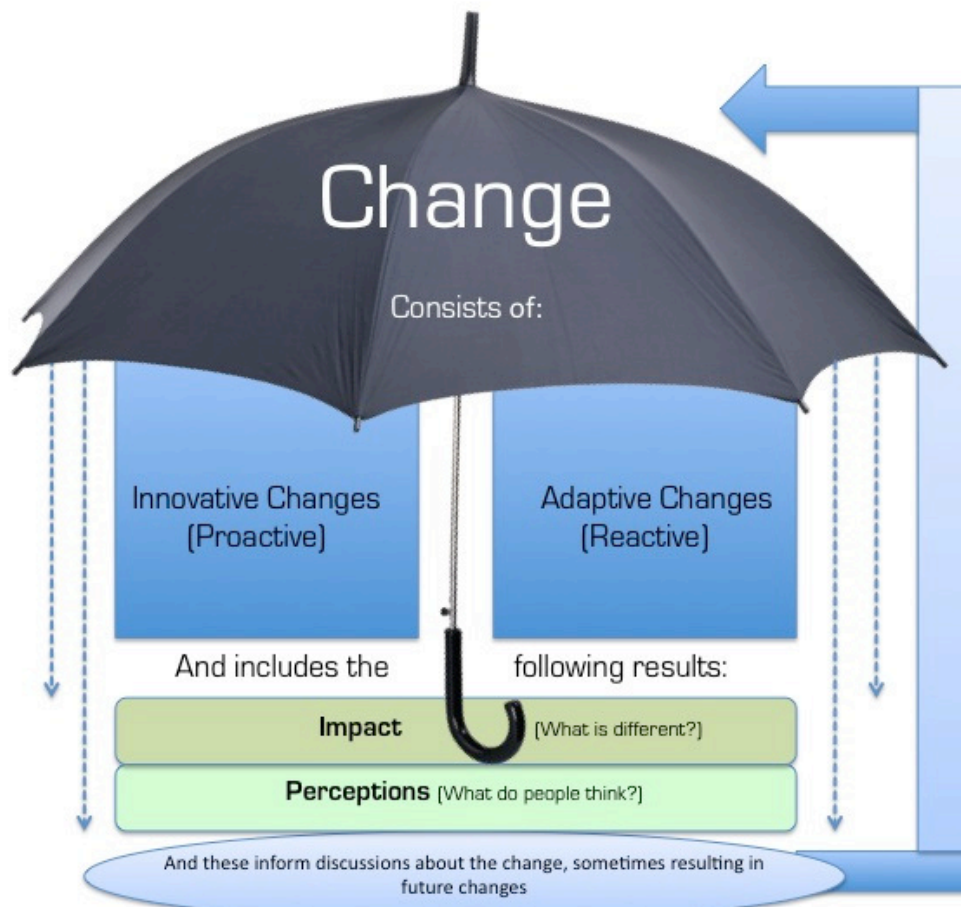 Change
Consists of:
Innovative Changes
(Proactive)
Adaptive Changes
(Reactive)
And includes the following results:
Impact (What is different?)
Perceptions (What do people think?)
And these inform discussions about the change, sometimes resulting in
future changes